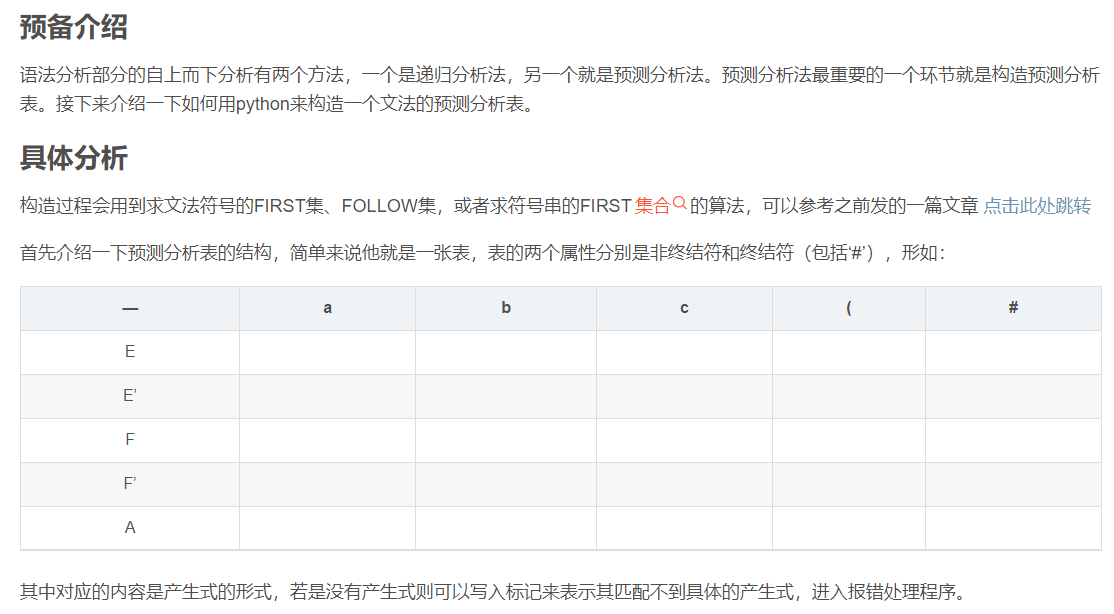 预备介绍
语法分析部分的自上而下分析有两个方法，一个是递归分析法，另一个就是预测分析法。预测分析法最重要的一个环节就是构造预测分析
表。接下来介绍一下如何用python来构造一个文法的预测分析表。
具体分析
构造过程会用到求文法符号的FIRST集、FOLLOW集，或者求符号串的FIRST集合的算法，可以参考之前发的一篇文章 点击此处跳转
首先介绍一下预测分析表的结构，简单来说他就是一张表，表的两个属性分别是非终结符和终结符（包括‘#’），形如：
— a b c ( #
E
E’
F
F’
A
其中对应的内容是产生式的形式，若是没有产生式则可以写入标记来表示其匹配不到具体的产生式，进入报错处理程序。